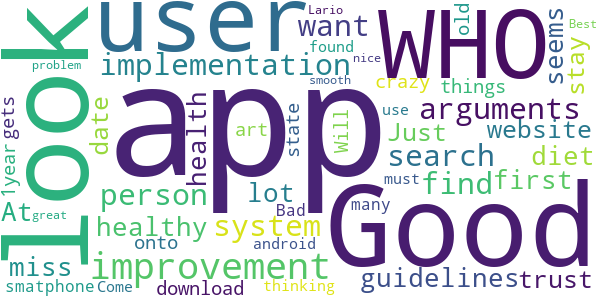 Lario
old
Best
look
user
want
WHO
seems
stay
implementation
found
nice
problem
smooth
crazy
things
app
date
health
state
use
arguments
1year
gets
art
Will
Just
website
search
diet
person
lot
Good
find
first
At
healthy
system
Bad
many
must
great
onto
android
miss
improvement
guidelines
trust
smatphone
Come
download
thinking